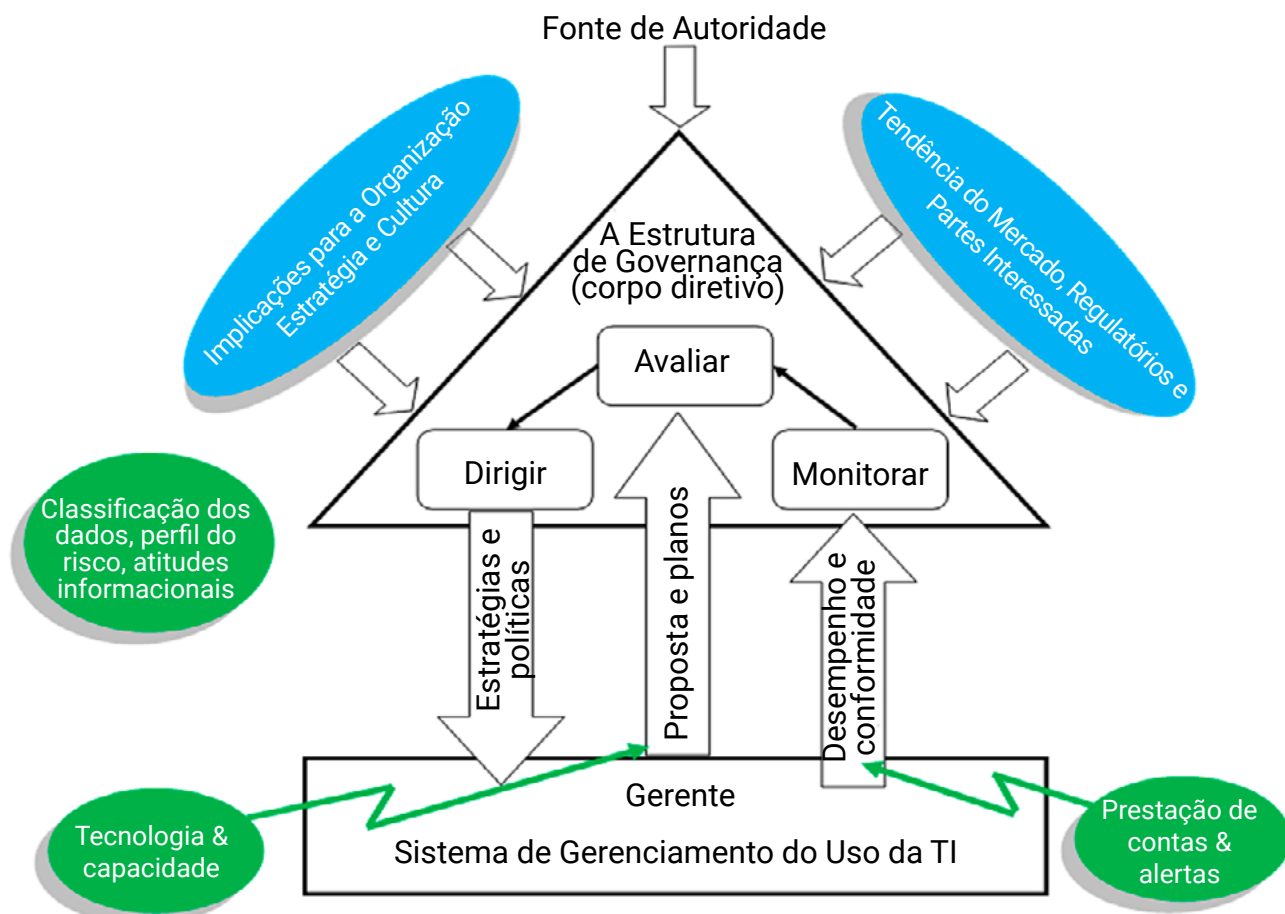 Fonte de Autoridade
Implicações para a Organização
Estratégia e Cultura
Tendência do Mercado, Regulatórios e
Partes Interessadas
A Estrutura
de Governança
(corpo diretivo)
Avaliar
Dirigir
Monitorar
Classificação dos
dados, perfil do
risco, atitudes
informacionais
Estratégias e
políticas
Proposta e planos
Desempenho e
conformidade
Gerente
Sistema de Gerenciamento do Uso da TI
Tecnologia &
capacidade
Prestação de
contas &
alertas